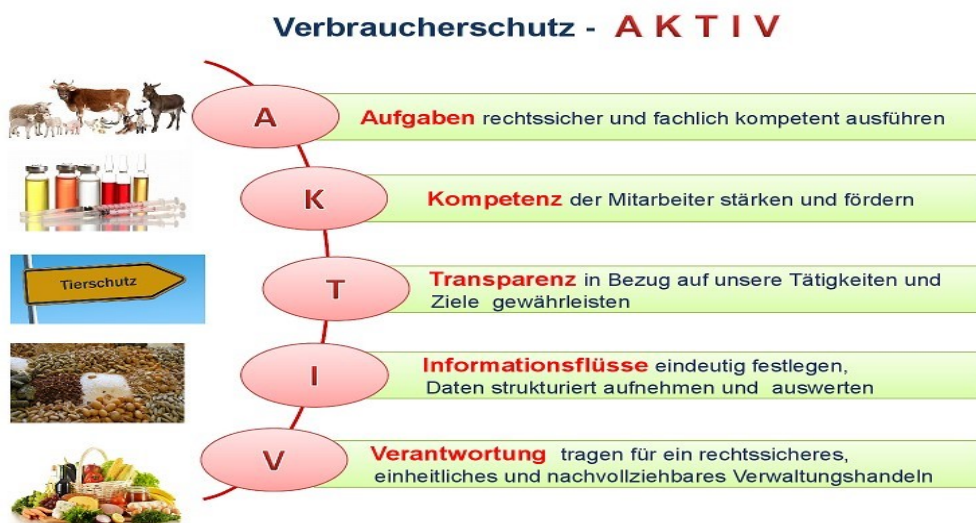 Verbraucherschutz - A K T I V
A
Aufgaben rechtssicher und fachlich kompetent ausführen
K
Kompetenz der Mitarbeiter stärken und fördern
Tierschutz
T
Transparenz in Bezug auf unsere Tätigkeiten und
Ziele gewährleisten
I
Informationsflüsse eindeutig festlegen,
Daten strukturiert aufnehmen und auswerten
V
Verantwortung tragen für ein rechtssicheres,
einheitliches und nachvollziehbares Verwaltungshandeln